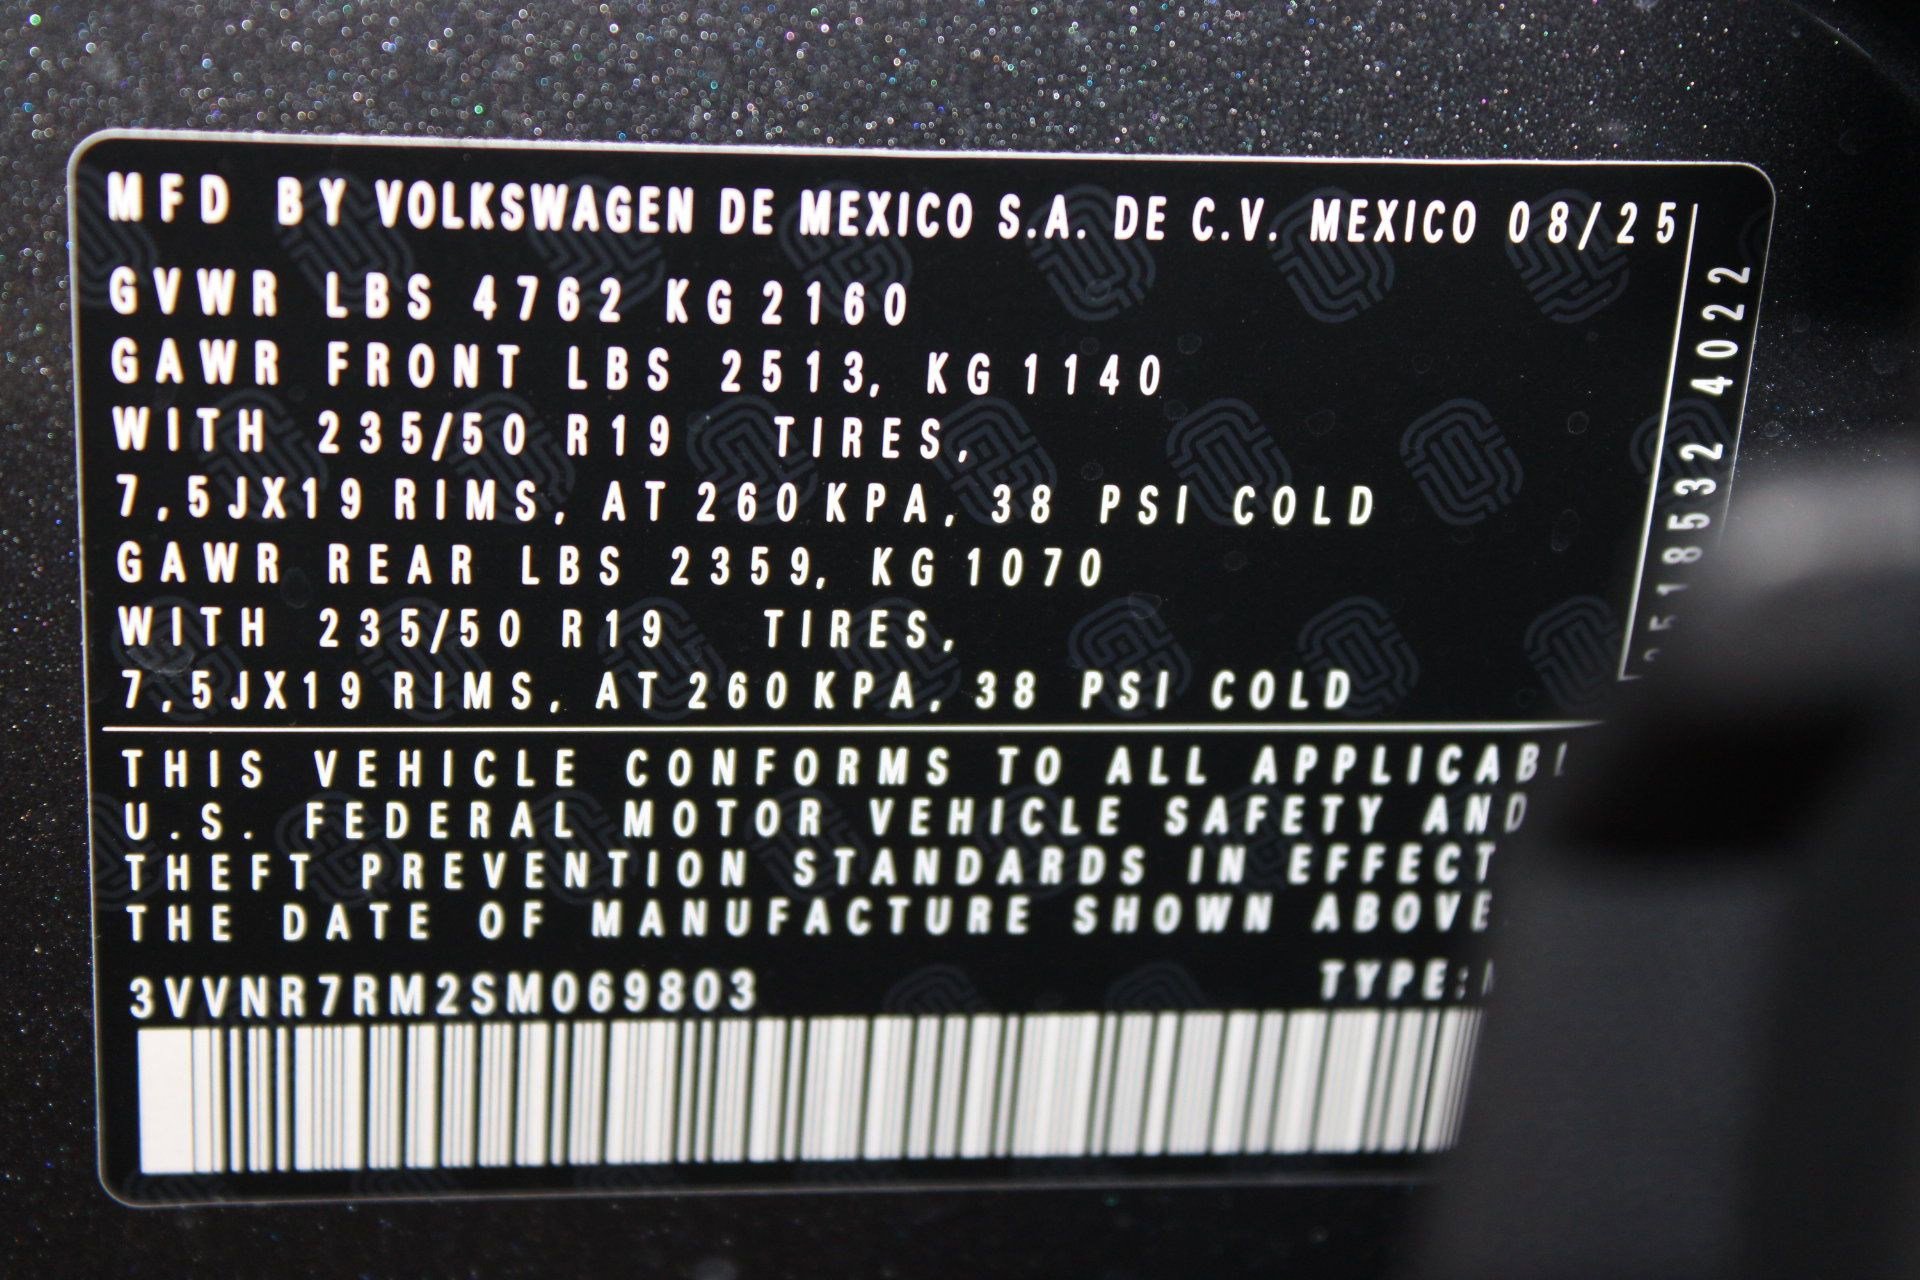 MFD BY VOLKSWAGEN DE MEXICO S.A. DE C.V. MEXICO 08/25
GVWR LBS 4762 KG 2160
GAWR FRONT LBS 2513, KG 1140
WITH 235/50 R19 TIRES,
7,5JX19 RIMS, AT 260 KPA, 38 PSI COLD
GAWR REAR LBS 2359, KG 1070
WITH 235/50 R19 TIRES,
7,5JX19 RIMS, AT 260 KPA, 38 PSI COLD
THIS VEHICLE CONFORMS TO ALL
U.S. FEDERAL MOTOR VEHICLE SAFETY AND
THEFT PREVENTION STANDARDS IN EFFECT
THE DATE OF MANUFACTURE SHOWN ABOVE
3VVNR7RM2SM069803 TYPE:
4022